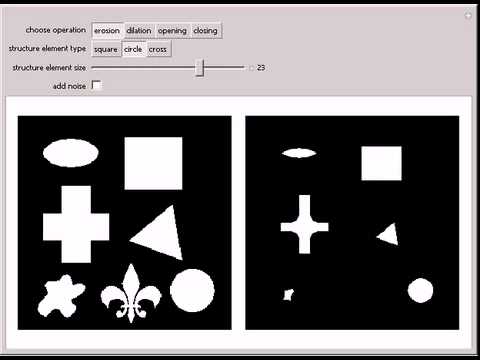 choose operation erosion dilation opening closing
structure element type square circle cross
structure element size 23
add noise